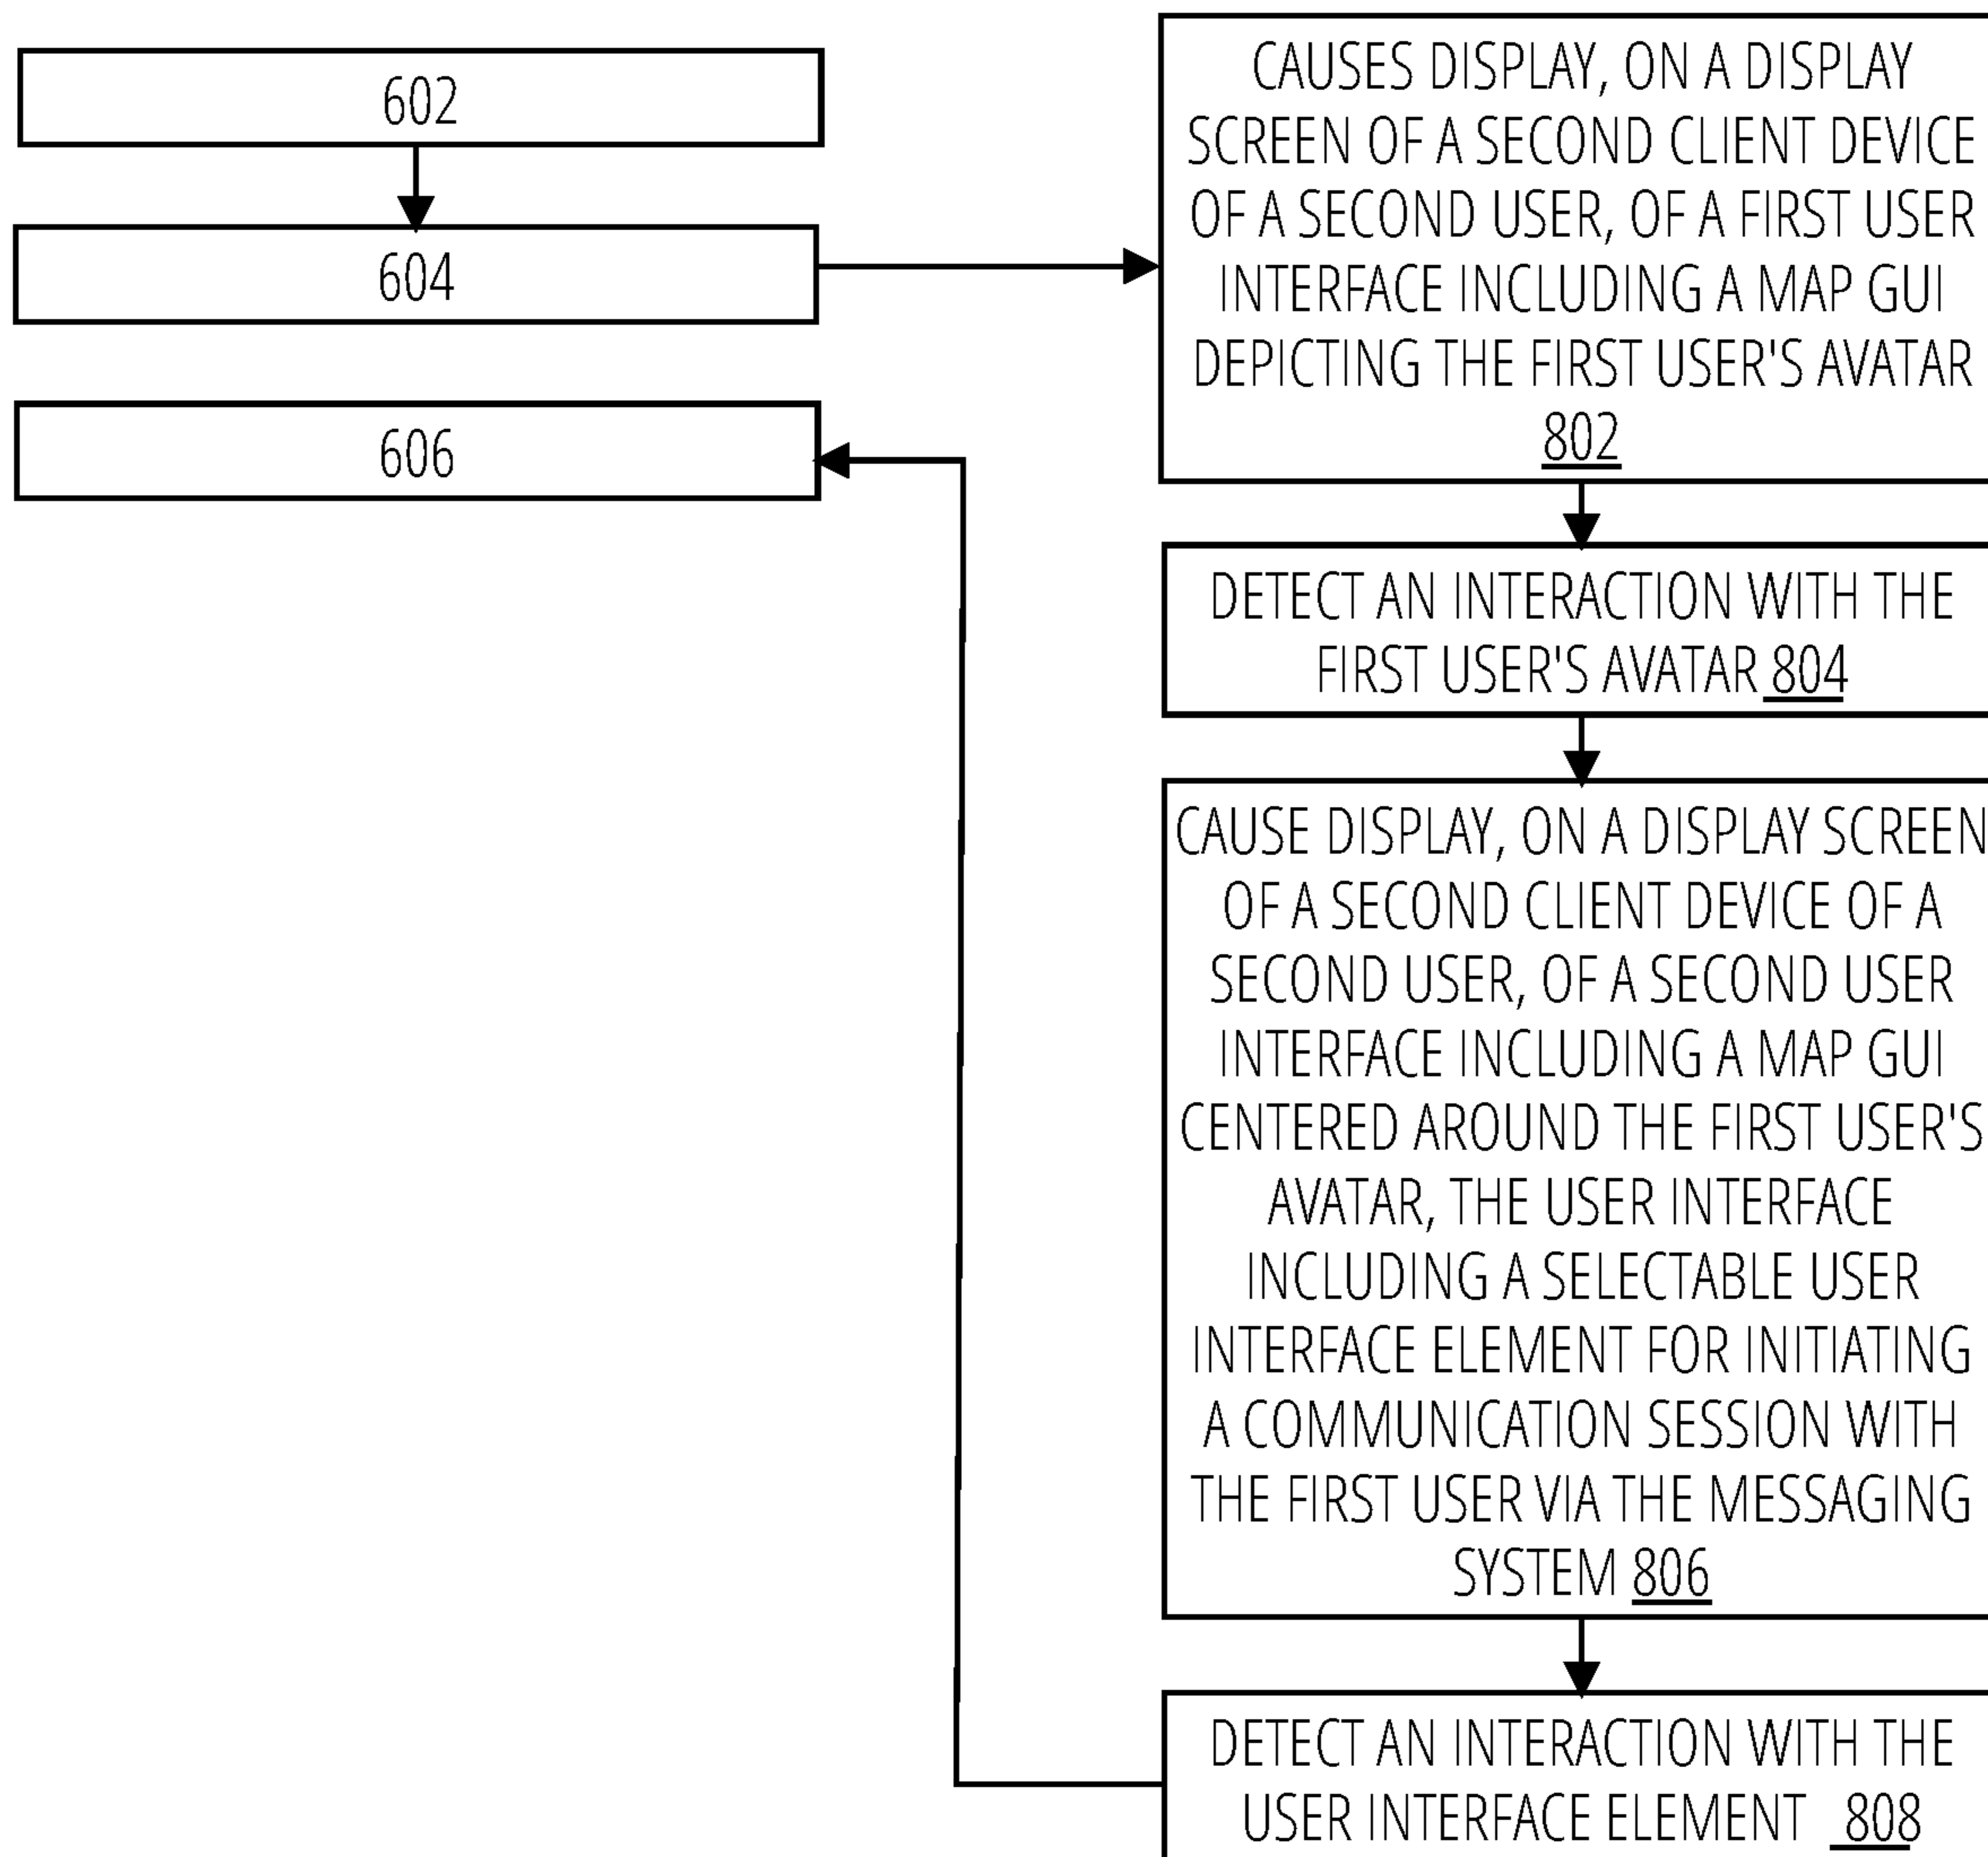 602
604
606
CAUSES DISPLAY, ON A DISPLAY
SCREEN OF A SECOND CLIENT DEVICE
OF A SECOND USER, OF A FIRST USER
INTERFACE INCLUDING A MAP GUI
DEPICTING THE FIRST USER'S AVATAR
802
DETECT AN INTERACTION WITH THE
FIRST USER'S AVATAR 804
CAUSE DISPLAY, ON A DISPLAY SCREEN
OF A SECOND CLIENT DEVICE OF A
SECOND USER, OF A SECOND USER
INTERFACE INCLUDING A MAP GUI
CENTERED AROUND THE FIRST USER'S
AVATAR, THE USER INTERFACE
INCLUDING A SELECTABLE USER
INTERFACE ELEMENT FOR INITIATING
A COMMUNICATION SESSION WITH
THE FIRST USER VIA THE MESSAGING
SYSTEM 806
DETECT AN INTERACTION WITH THE
USER INTERFACE ELEMENT 808